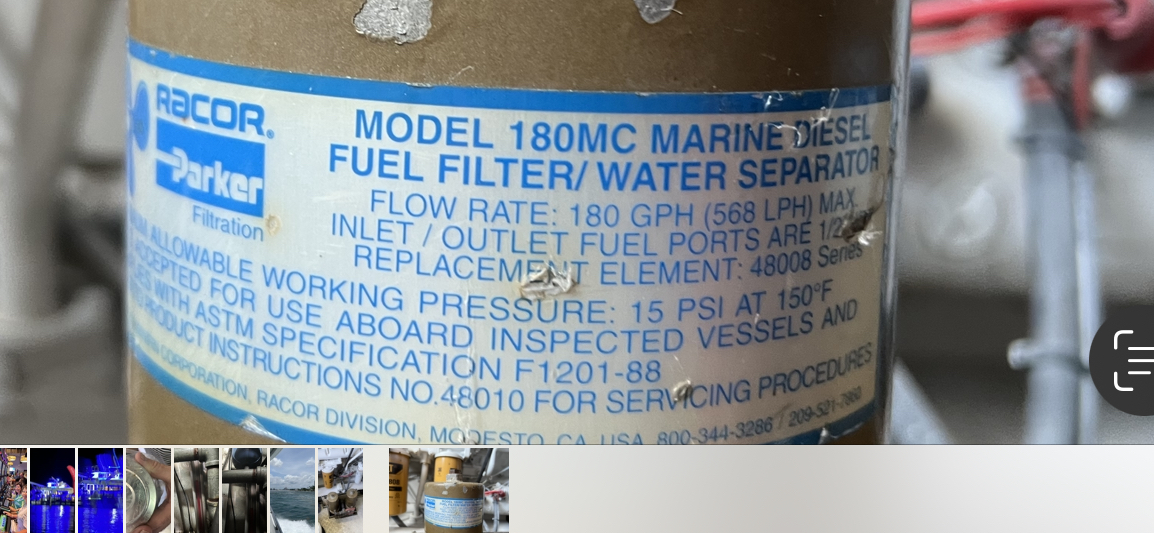 RACOR®
Parker
Filtration
MODEL 180MC MARINE DIESEL
FUEL FILTER/ WATER SEPARATOR
FLOW RATE: 180 GPH (568 LPH) MAX.
INLET / OUTLET FUEL PORTS ARE
REPLACEMENT ELEMENT: 48008 Series
ALLOWABLE WORKING PRESSURE: 15 PSI AT 150°F
ACCEPTED FOR USE ABOARD INSPECTED VESSELS AND
WITH ASTM SPECIFICATION F1201-88
PRODUCT INSTRUCTIONS NO.48010 FOR SERVICING PROCEDURES
CORPORATION, RACOR DIVISION, MODESTO, CA USA 800-344-3286 / 209-521-7860